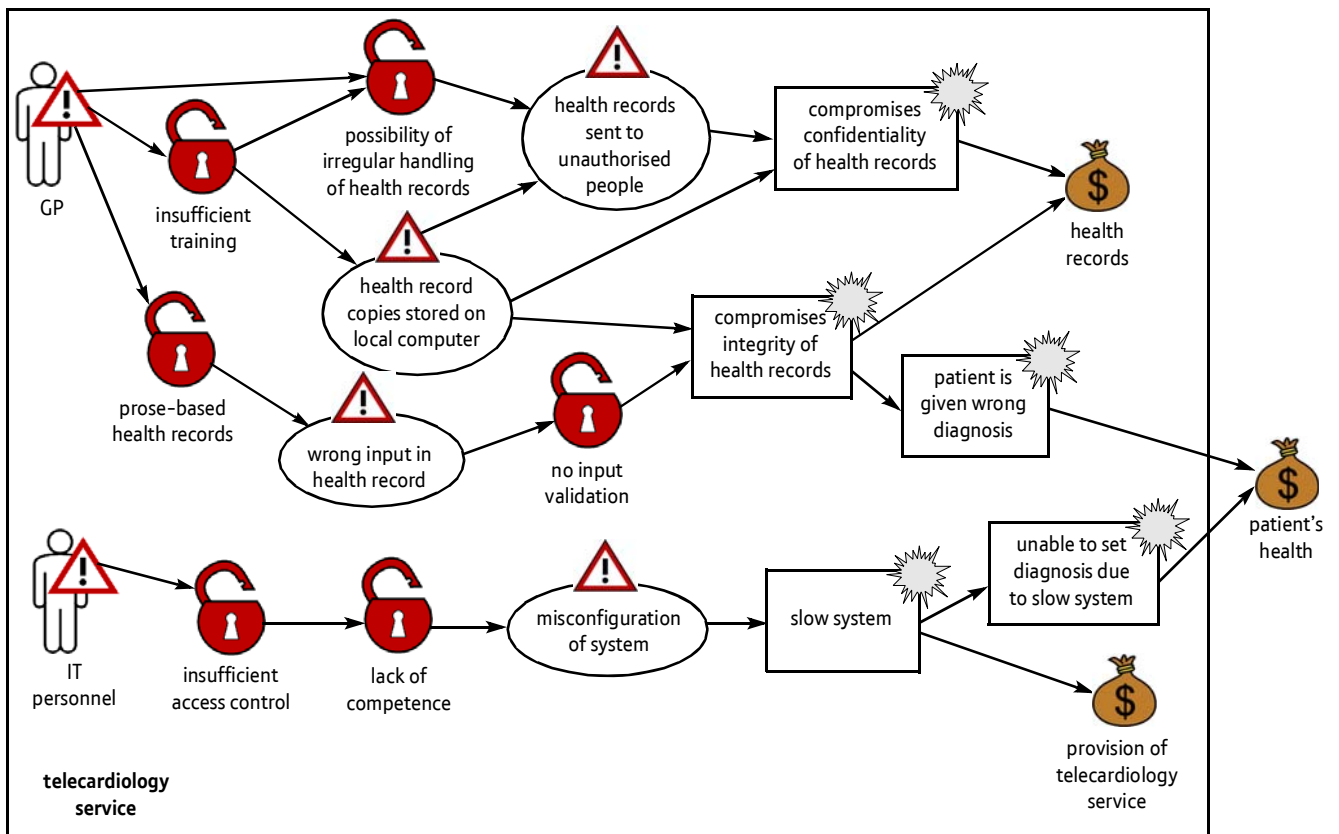 GP
insufficient
training
possibility of
irregular handling
of health records
health records
sent to
unauthorised
people
compromises
confidentiality
of health records
$
health
records
health record
copies stored on
local computer
compromises
integrity of
health records
patient is
given wrong
diagnosis
prose-based
health records
wrong input in
health record
no input
validation
$
patient's
health
IT
personnel
insufficient
access control
lack of
competence
misconfiguration
of system
slow system
unable to set
diagnosis due
to slow system
$
provision of
telecardiology
service
telecardiology
service